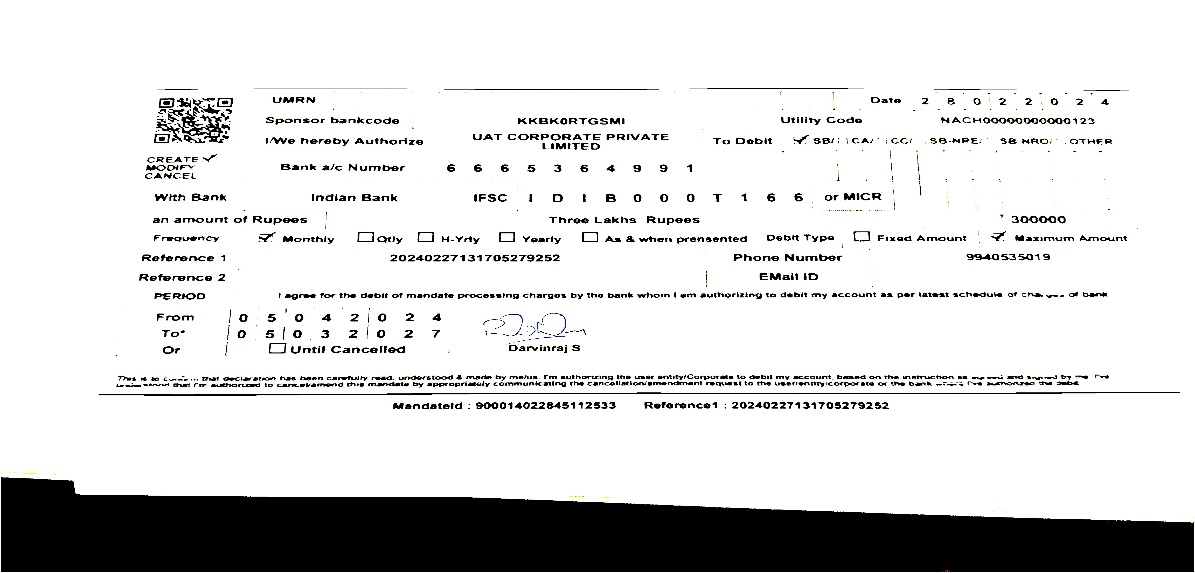 UMRN Date 2 8 0 2 2 0 2 4
Sponsor bankcode KKBK0RTGSMI Utility Code NACH00000000000123
I/We hereby Authorize UAT CORPORATE PRIVATE LIMITED To Debit ✓ SB/ CA/ CC/ SB-NRE/ SB-NRO/ OTHER
CREATE ✓
MODIFY
CANCEL
Bank a/c Number 6 6 6 5 3 6 4 9 9 1
With Bank Indian Bank IFSC I D I B 0 0 0 T 1 6 6 or MICR
an amount of Rupees Three Lakhs Rupees 300000
Frequency ✓ Monthly Qtly H-Yrly Yearly As & when prensented Debit Type Fixed Amount ✓ Maximum Amount
Reference 1 20240227131705279252 Phone Number 9940535019
Reference 2 EMail ID
PERIOD I agree for the debit of mandate processing charges by the bank whom I am authorizing to debit my account as per latest schedule of charges of bank
From 0 5 0 4 2 0 2 4
To* 0 5 0 3 2 0 2 7
Or Until Cancelled Darvinraj S
This is to confirm that declaration has been carefully read, understood & made by me/us. I'm authorizing the user entity/Corporate to debit my account, based on the instruction as agreed and signed by me. I've
understood that I'm authorized to cancel/amend this mandate by appropriately communicating the cancellation/amendment request to the user/entity/corporate or the bank where I've authorized the debit.
MandateId : 900014022845112533 Reference1 : 20240227131705279252